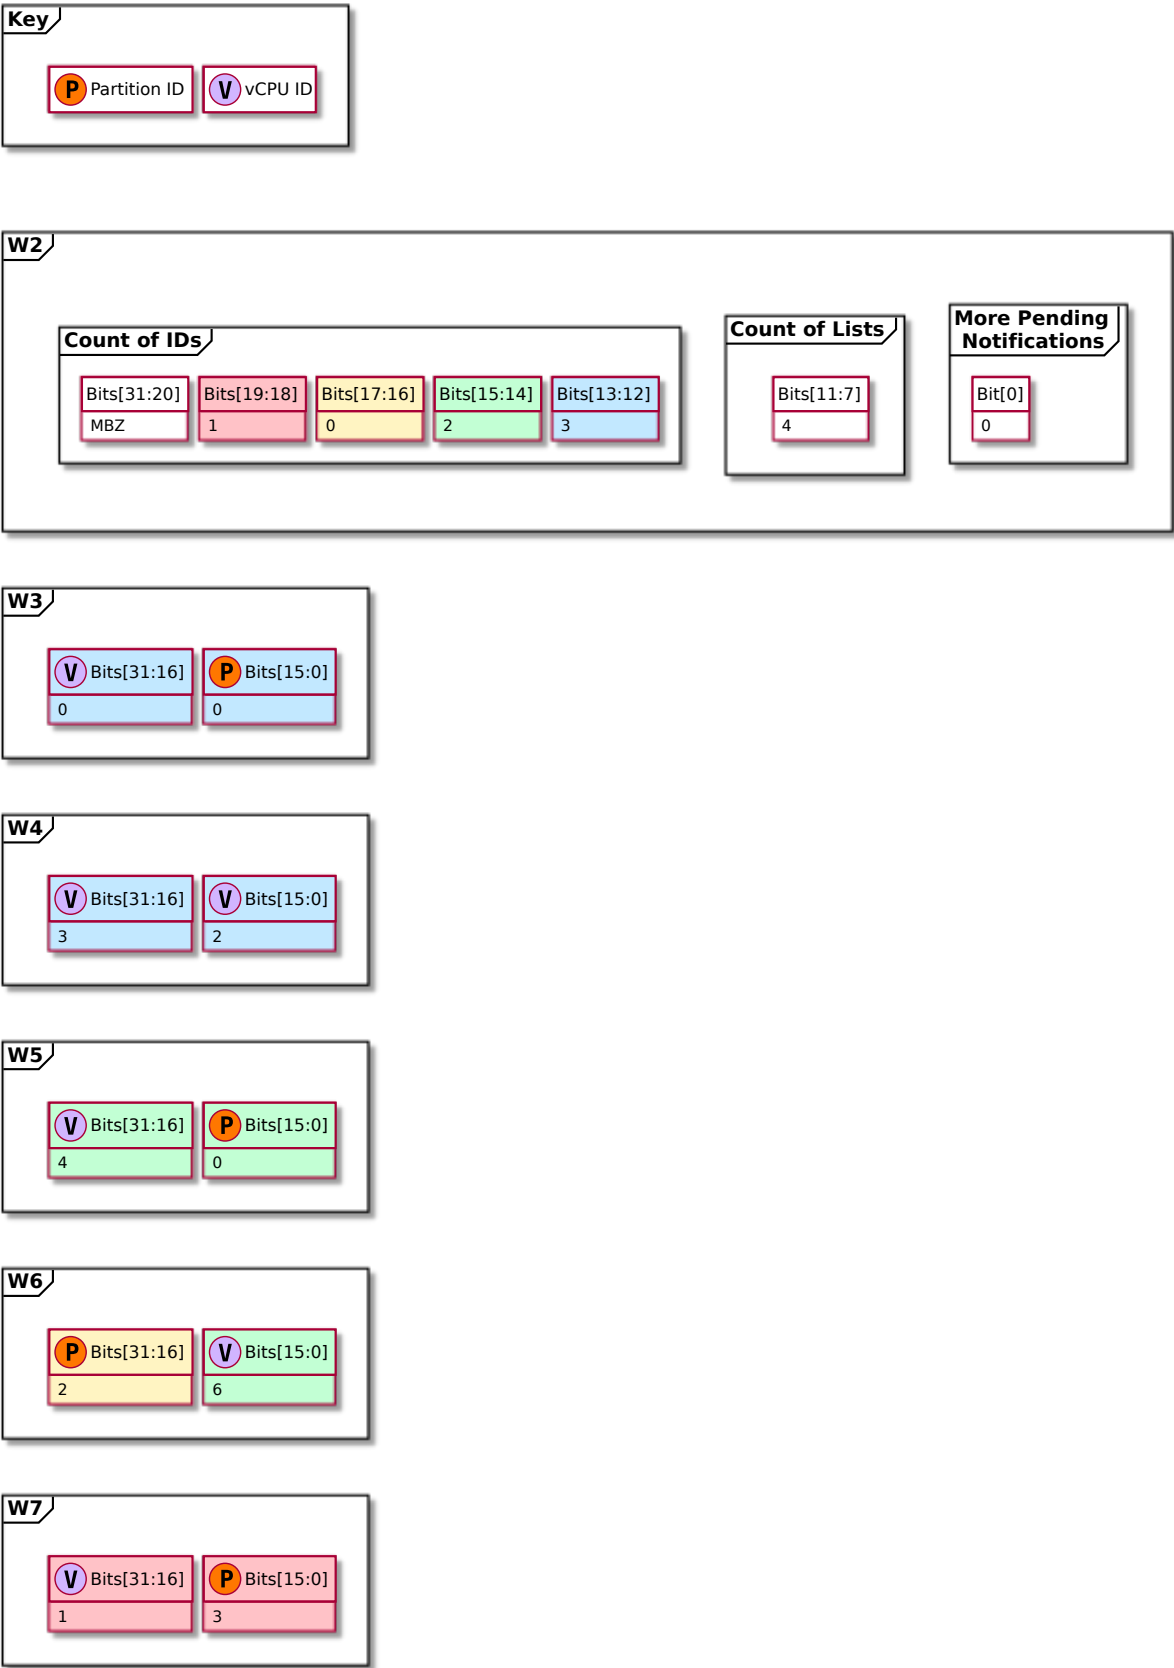 Key
P Partition ID V vCPU ID
W2
Count of IDs
Bits[31:20] Bits[19:18] Bits[17:16] Bits[15:14] Bits[13:12]
MBZ 1 0 2 3
Count of Lists
Bits[11:7]
4
More Pending
Notifications
Bit[0]
0
W3
V Bits[31:16] P Bits[15:0]
0 0
W4
V Bits[31:16] V Bits[15:0]
3 2
W5
V Bits[31:16] P Bits[15:0]
4 0
W6
P Bits[31:16] V Bits[15:0]
2 6
W7
V Bits[31:16] P Bits[15:0]
1 3